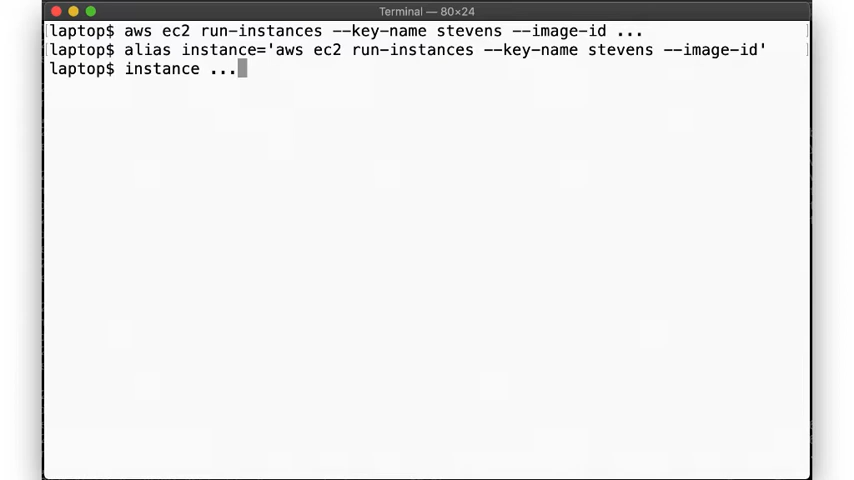 Terminal — 80×24
laptop$ aws ec2 run-instances --key-name stevens --image-id ...
laptop$ alias instance='aws ec2 run-instances --key-name stevens --image-id'
laptop$ instance ...